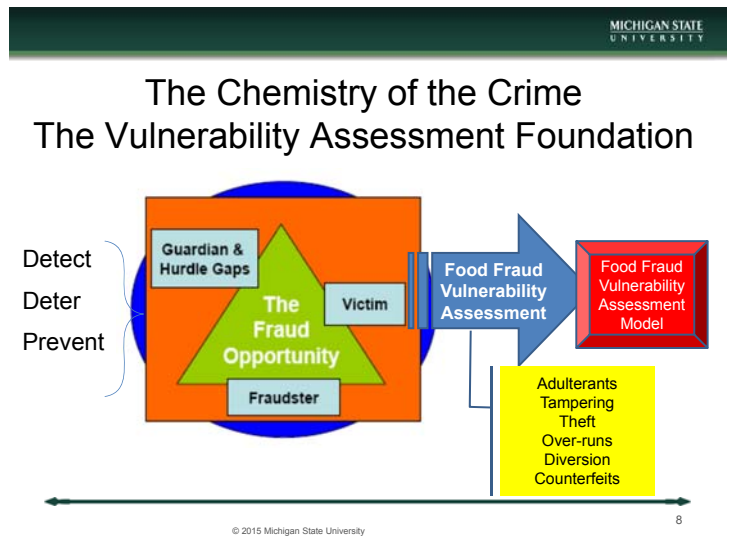 MICHIGAN STATE
UNIVERSITY
The Chemistry of the Crime
The Vulnerability Assessment Foundation
Detect
Deter
Prevent
Guardian &
Hurdle Gaps
The
Fraud
Opportunity
Victim
Fraudster
Food Fraud
Vulnerability
Assessment
Food Fraud
Vulnerability
Assessment
Model
Adulterants
Tampering
Theft
Over-runs
Diversion
Counterfeits
© 2015 Michigan State University
8